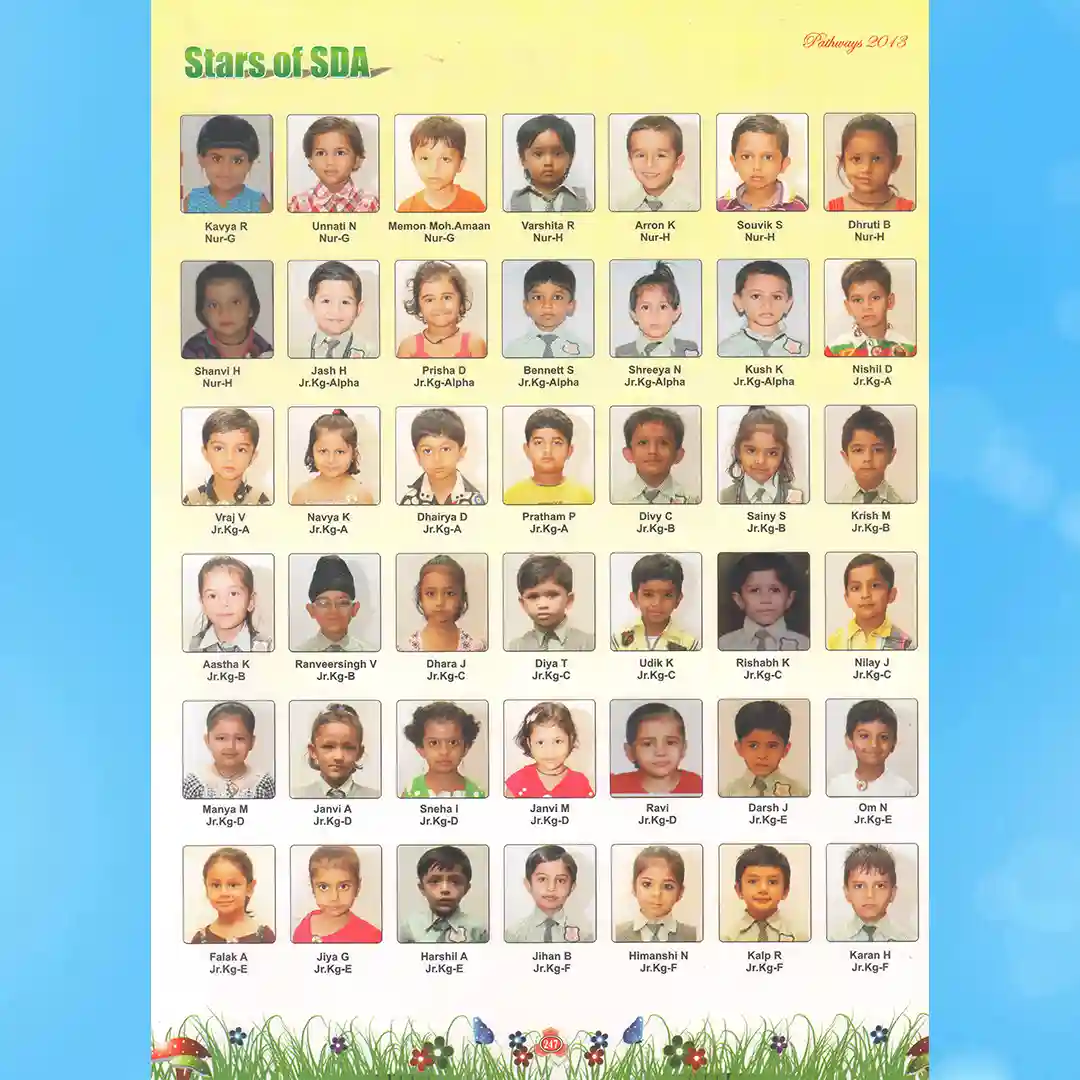 Pathways 2013
Stars of SDA
Kavya R
Nur-G
Unnati N
Nur-G
Memon Moh.Amaan
Nur-G
Varshita R
Nur-H
Arron K
Nur-H
Souvik S
Nur-H
Dhruti B
Nur-H
Shanvi H
Nur-H
Jash H
Jr.Kg-Alpha
Prisha D
Jr.Kg-Alpha
Bennett S
Jr.Kg-Alpha
Shreeya N
Jr.Kg-Alpha
Kush K
Jr.Kg-Alpha
Nishil D
Jr.Kg-A
Vraj V
Jr.Kg-A
Navya K
Jr.Kg-A
Dhairya D
Jr.Kg-A
Pratham P
Jr.Kg-A
Divy C
Jr.Kg-B
Sainy S
Jr.Kg-B
Krish M
Jr.Kg-B
Aastha K
Jr.Kg-B
Ranveersingh V
Jr.Kg-B
Dhara J
Jr.Kg-C
Diya T
Jr.Kg-C
Udik K
Jr.Kg-C
Rishabh K
Jr.Kg-C
Nilay J
Jr.Kg-C
Manya M
Jr.Kg-D
Janvi A
Jr.Kg-D
Sneha I
Jr.Kg-D
Janvi M
Jr.Kg-D
Ravi
Jr.Kg-D
Darsh J
Jr.Kg-E
Om N
Jr.Kg-E
Falak A
Jr.Kg-E
Jiya G
Jr.Kg-E
Harshil A
Jr.Kg-E
Jihan B
Jr.Kg-F
Himanshi N
Jr.Kg-F
Kalp R
Jr.Kg-F
Karan H
Jr.Kg-F
247